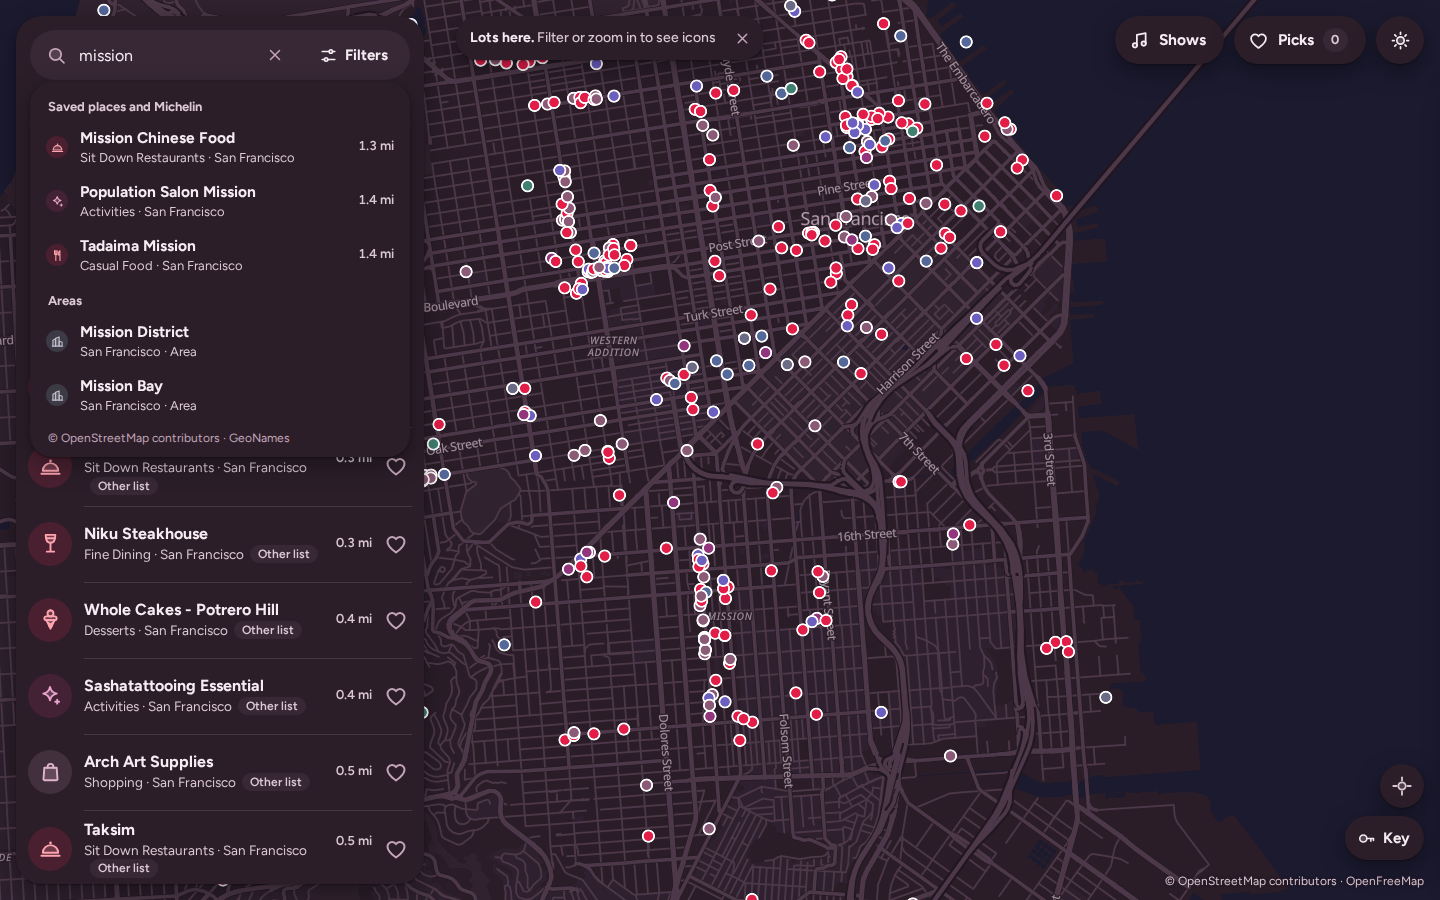 mission
Filters
Lots here. Filter or zoom in to see icons
Shows
Picks 0
Saved places and Michelin
Mission Chinese Food
Sit Down Restaurants · San Francisco
1.3 mi
Population Salon Mission
Activities · San Francisco
1.4 mi
Tadaima Mission
Casual Food · San Francisco
1.4 mi
Areas
Mission District
San Francisco · Area
Mission Bay
San Francisco · Area
© OpenStreetMap contributors · GeoNames
Sit Down Restaurants · San Francisco
0.3 mi
Other list
Niku Steakhouse
Fine Dining · San Francisco Other list
0.3 mi
Whole Cakes - Potrero Hill
Desserts · San Francisco Other list
0.4 mi
Sashatattooing Essential
Activities · San Francisco Other list
0.4 mi
Arch Art Supplies
Shopping · San Francisco Other list
0.5 mi
Taksim
Sit Down Restaurants · San Francisco
0.5 mi
Other list
The Embarcadero
Pine Street
San Francisco
Boulevard
Turk Street
WESTERN
ADDITION
Harrison Street
Oak Street
7th Street
3rd Street
16th Street
MISSION
Dolores Street
Folsom Street
Key
© OpenStreetMap contributors · OpenFreeMap